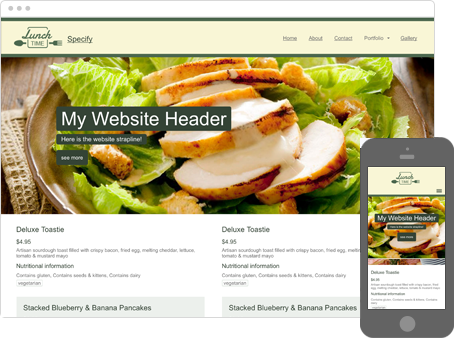 Lunch
TIME
Specify
Home About Contact Portfolio Gallery
My Website Header
Here is the website strapline!
see more
Deluxe Toastie
$4.95
Artisan sourdough toast filled with crispy bacon, fried egg, melting cheddar, lettuce,
tomato & mustard mayo
Nutritional information
Contains gluten, Contains seeds & kittens, Contains dairy
vegetarian
Stacked Blueberry & Banana Pancakes
Deluxe Toastie
$4.95
Artisan sourdough toast filled with crispy bacon, fried egg, mel
tomato & mustard mayo
Nutritional information
Contains gluten, Contains seeds & kittens, Contains dairy
vegetarian
Stacked Blueberry & Banana Pancakes
Lunch
TIME
My Website Header
Here is the website strapline!
see more
Deluxe Toastie
$4.95
Artisan sourdough toast filled with crispy bacon, fried
egg, melting cheddar, lettuce, tomato & mustard mayo
Nutritional information
Contains gluten, Contains seeds & kittens, Contains
dairy